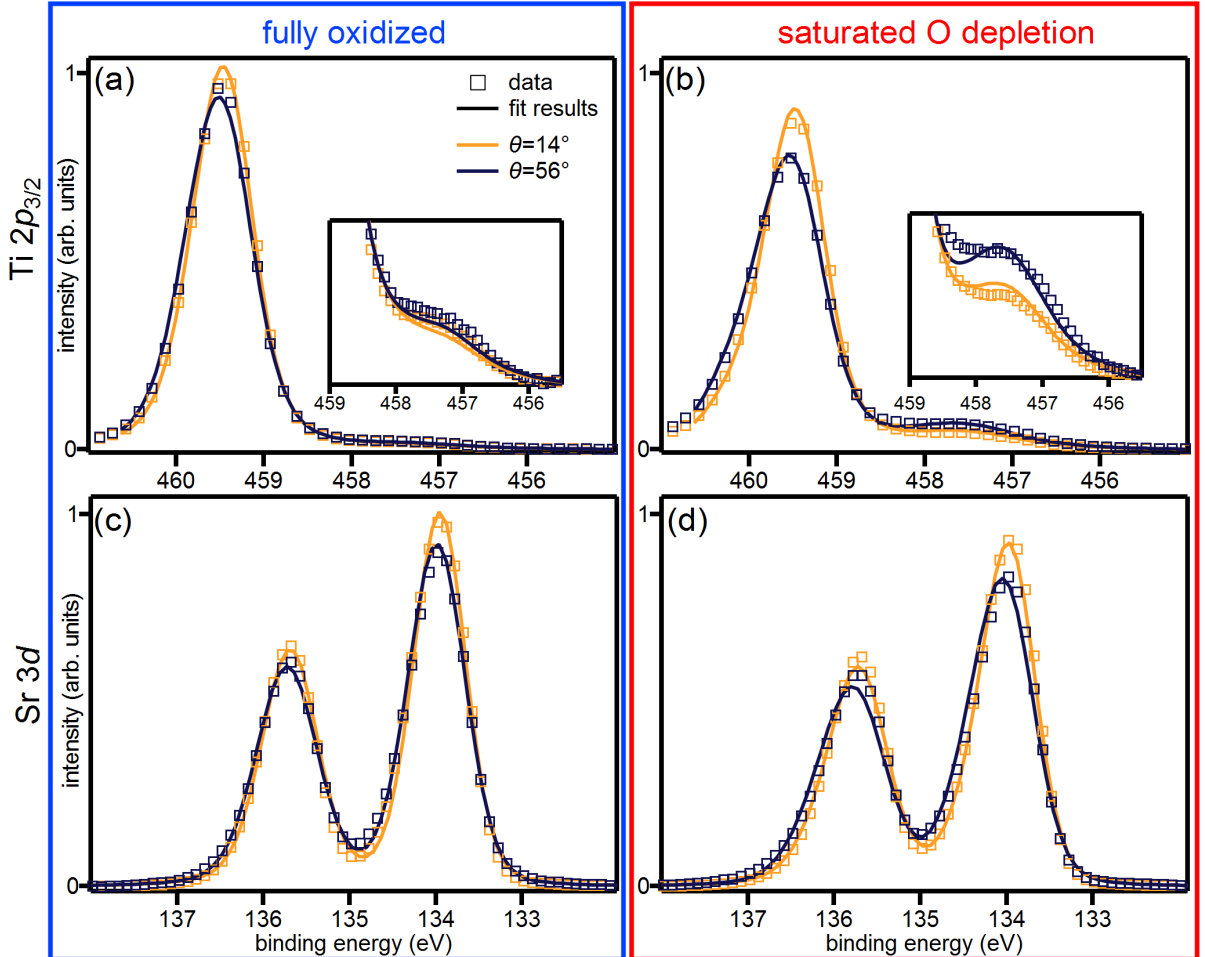 fully oxidized
saturated O depletion
Ti 2p3/2
intensity (arb. units)
1
0
(a)
data
fit results
θ=14°
θ=56°
459 458 457 456
460 459 458 457 456
1
0
(b)
459 458 457 456
460 459 458 457 456
Sr 3d
intensity (arb. units)
1
0
(c)
137 136 135 134 133
binding energy (eV)
1
0
(d)
137 136 135 134 133
binding energy (eV)